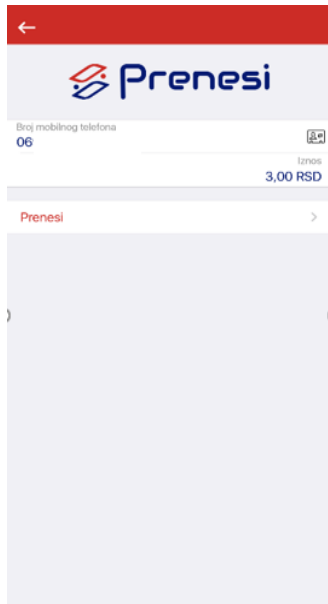 Prenesi
Broj mobilnog telefona
06
Iznos
3,00 RSD
Prenesi